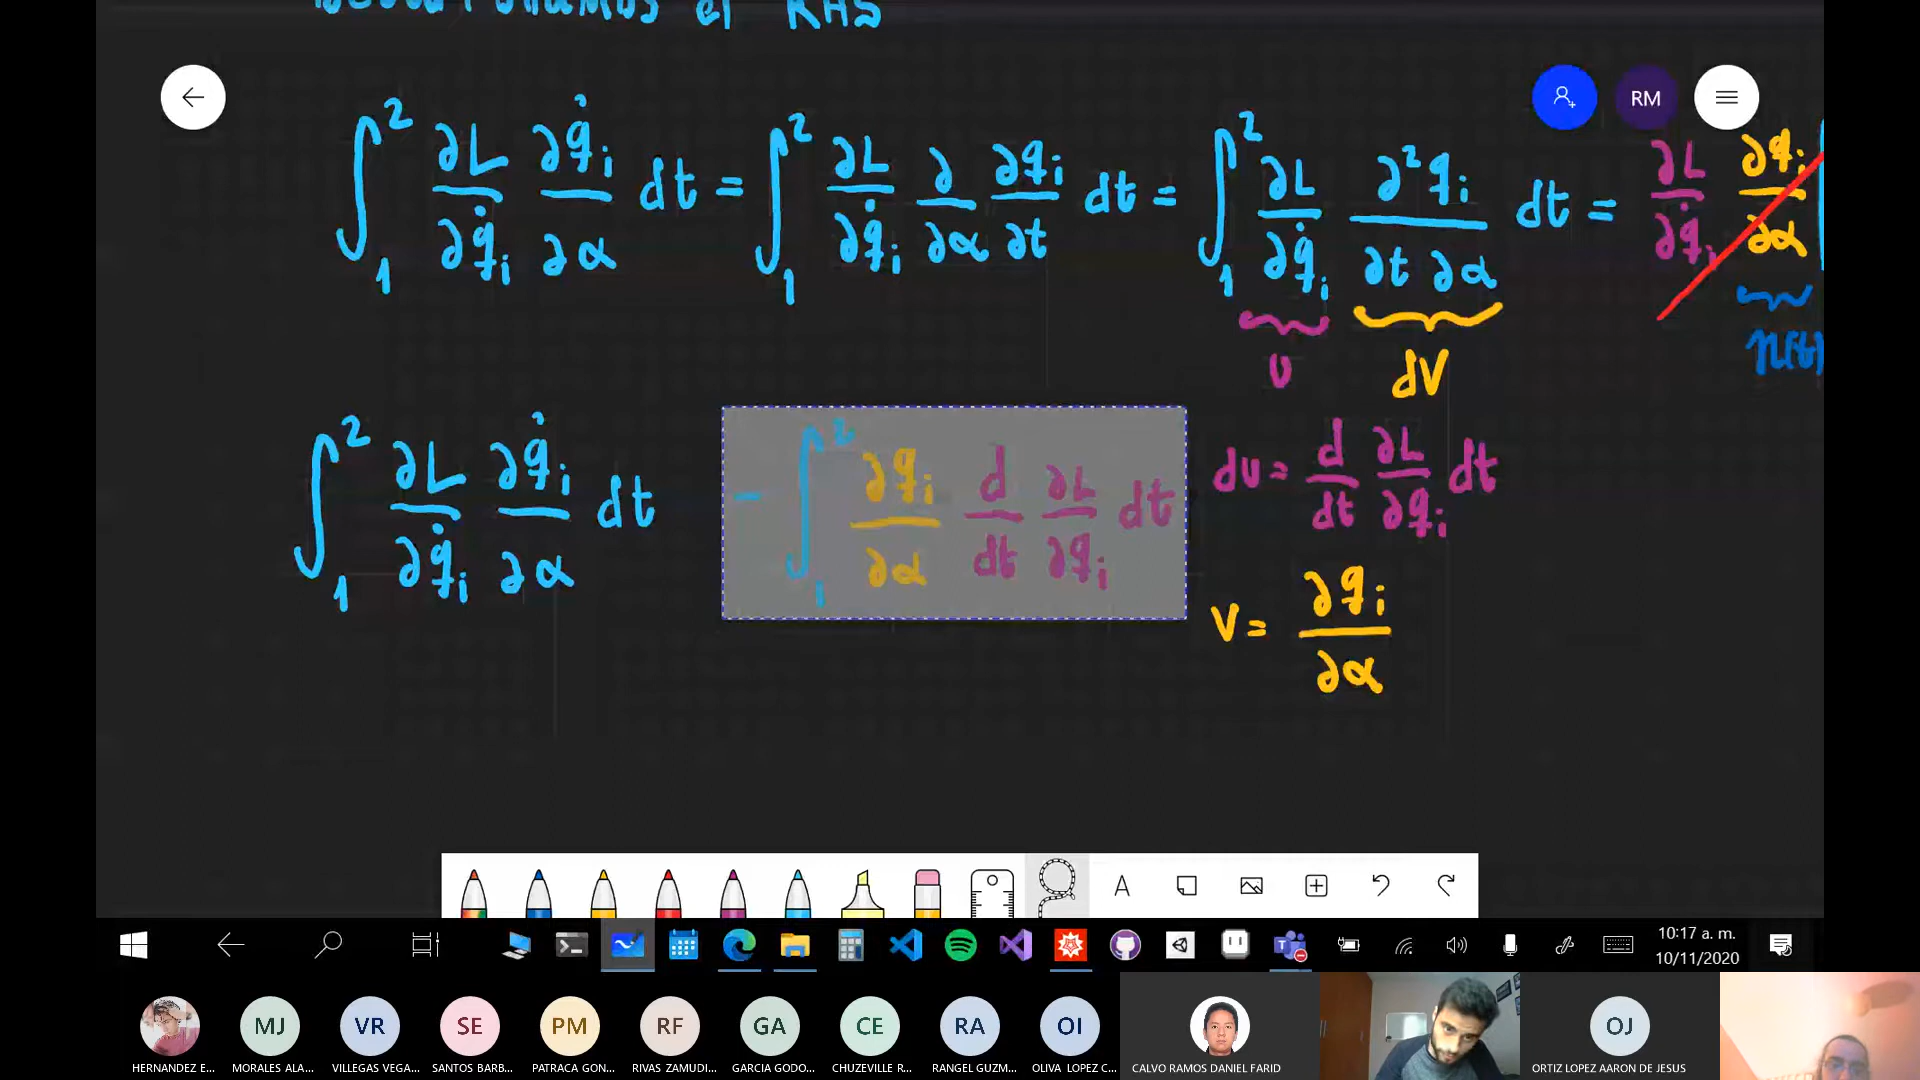 el RHS
RM
∫₁² ∂L/∂q̇ᵢ ∂q̇ᵢ/∂α dt = ∫₁² ∂L/∂q̇ᵢ ∂/∂α ∂qᵢ/∂t dt = ∫₁² ∂L/∂q̇ᵢ ∂²qᵢ/∂t ∂α dt = ∂L/∂q̇ᵢ ∂qᵢ/∂α
η(t)
U dV
∫₁² ∂L/∂q̇ᵢ ∂q̇ᵢ/∂α dt - ∫₁² ∂qᵢ/∂α d/dt ∂L/∂q̇ᵢ dt
du = d/dt ∂L/∂q̇ᵢ dt
V = ∂qᵢ/∂α
A
10:17 a. m.
10/11/2020
MJ VR SE PM RF GA CE RA OI OJ
HERNANDEZ E... MORALES ALA... VILLEGAS VEGA... SANTOS BARB... PATRACA GON... RIVAS ZAMUDI... GARCIA GODO... CHUZEVILLE R... RANGEL GUZM... OLIVA LOPEZ C... CALVO RAMOS DANIEL FARID ORTIZ LOPEZ AARON DE JESUS